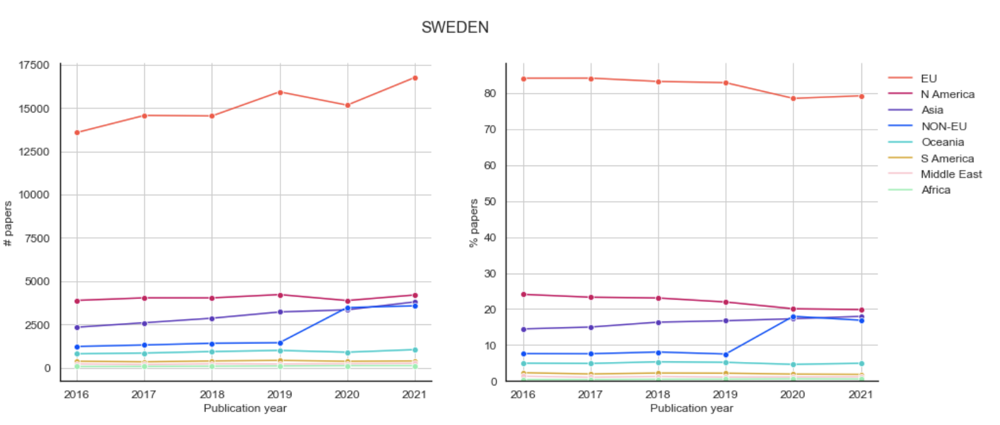 SWEDEN
17500
15000
12500
10000
7500
5000
2500
0
# papers
2016 2017 2018 2019 2020 2021
Publication year
80
70
60
50
40
30
20
10
0
% papers
2016 2017 2018 2019 2020 2021
Publication year
EU
N America
Asia
NON-EU
Oceania
S America
Middle East
Africa